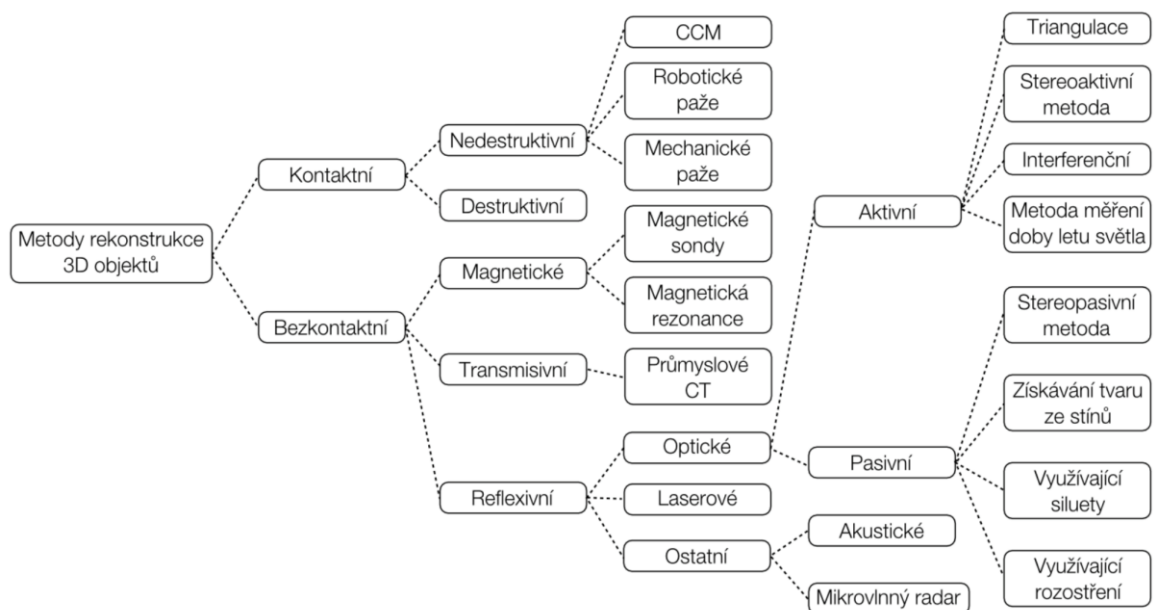 Metody rekonstrukce
3D objektů
Kontaktní
Bezkontaktní
Nedestruktivní
Destruktivní
Magnetické
Transmisivní
Reflexivní
CCM
Robotické
paže
Mechanické
paže
Magnetické
sondy
Magnetická
rezonance
Průmyslové
CT
Optické
Laserové
Ostatní
Aktivní
Pasivní
Akustické
Mikrovlnný radar
Triangulace
Stereoaktivní
metoda
Interferenční
Metoda měření
doby letu světla
Stereopasivní
metoda
Získávání tvaru
ze stínů
Využívající
siluety
Využívající
rozostření